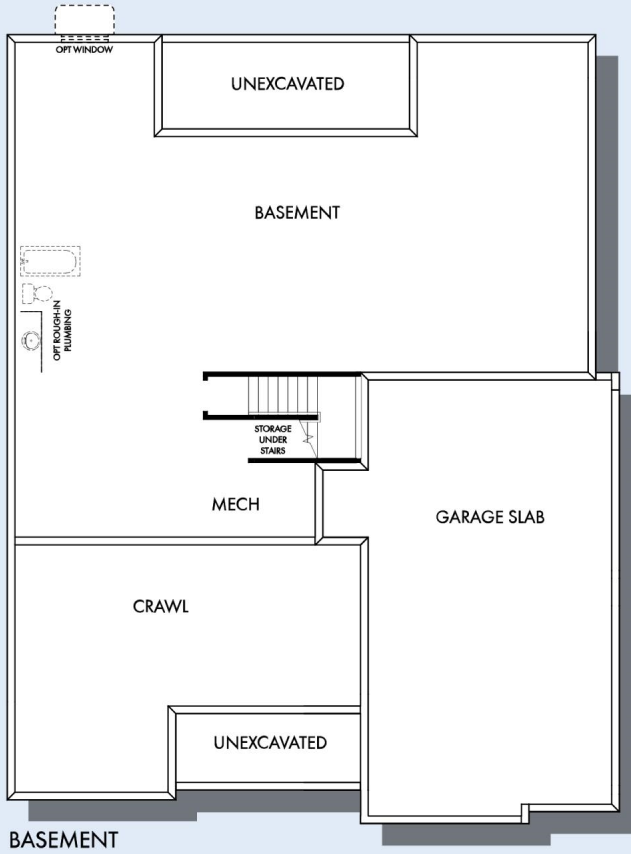 OPT WINDOW
UNEXCAVATED
BASEMENT
OPT ROUGH-IN
PLUMBING
STORAGE
UNDER
STAIRS
MECH
GARAGE SLAB
CRAWL
UNEXCAVATED
BASEMENT